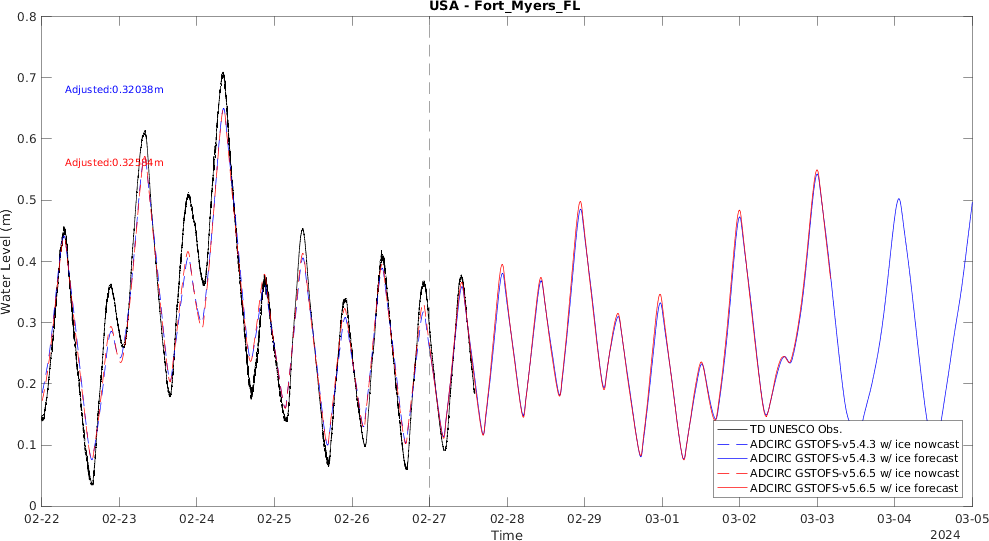 USA - Fort_Myers_FL
0.8
0.7
0.6
0.5
0.4
0.3
0.2
0.1
0
Water Level (m)
Adjusted:0.32038m
Adjusted:0.32584m
TD UNESCO Obs.
ADCIRC GSTOFS-v5.4.3 w/ ice nowcast
ADCIRC GSTOFS-v5.4.3 w/ ice forecast
ADCIRC GSTOFS-v5.6.5 w/ ice nowcast
ADCIRC GSTOFS-v5.6.5 w/ ice forecast
02-22 02-23 02-24 02-25 02-26 02-27 02-28 02-29 03-01 03-02 03-03 03-04 03-05
Time
2024